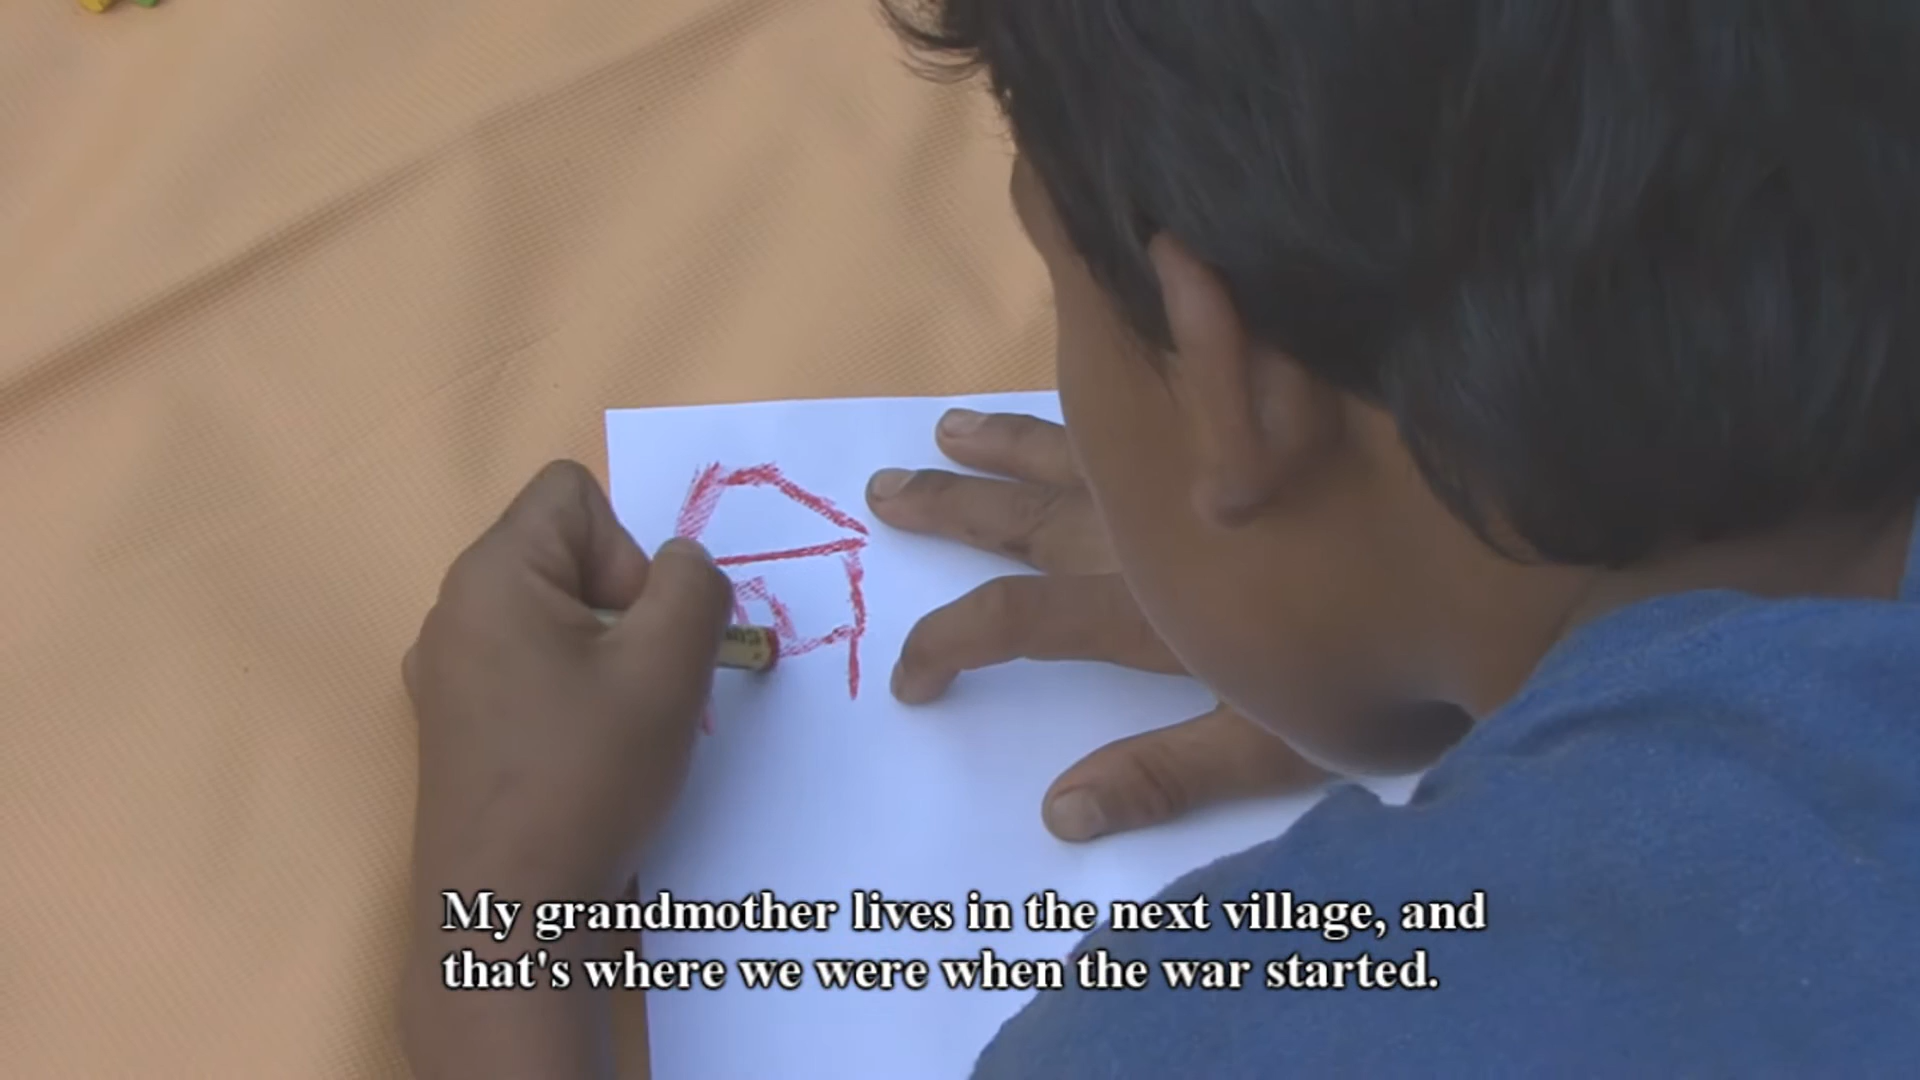 My grandmother lives in the next village, and
that's where we were when the war started.